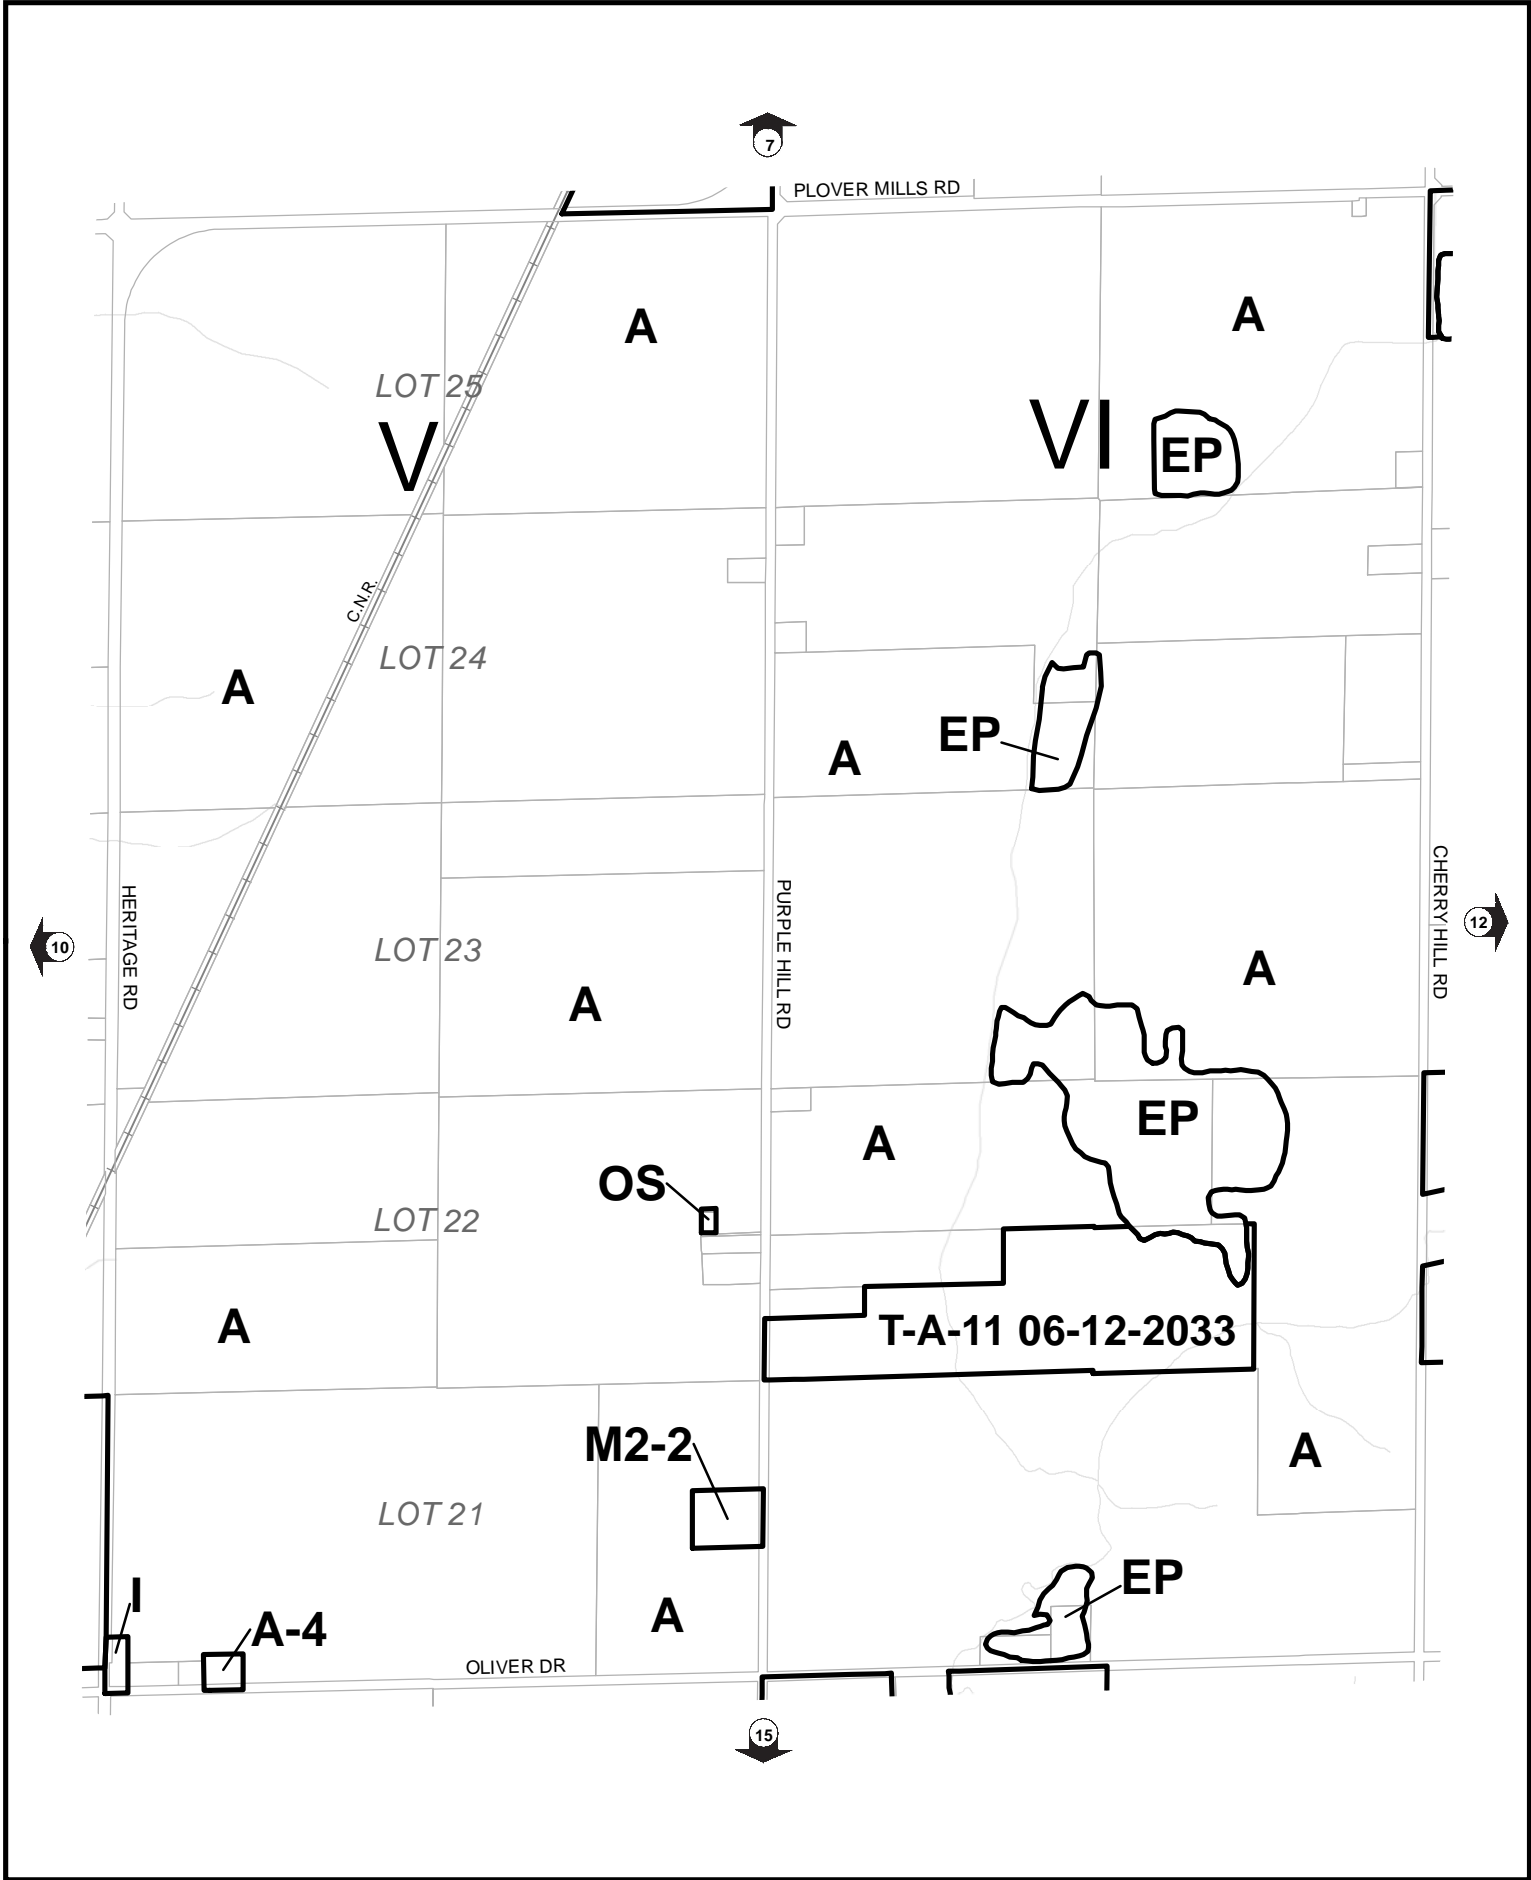 7
PLOVER MILLS RD
A
A
LOT 25
V
VI
EP
C.N.R.
LOT 24
A
EP
A
CHERRY HILL RD
HERITAGE RD
PURPLE HILL RD
10
12
LOT 23
A
A
EP
A
OS
LOT 22
A
T-A-11 06-12-2033
M2-2
A
LOT 21
I
EP
A-4
A
OLIVER DR
15